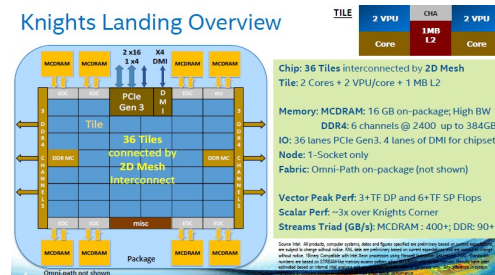 Knights Landing Overview
TILE
2 VPU
CHA
2 VPU
Core
1MB
L2
Core
MCDRAM
MCDRAM
2 x16
1 x4
X4
DMI
MCDRAM
MCDRAM
EDC
EDC
PCIe
Gen 3
D
M
I
EDC
EDC
Tile
3
D
D
R
4
C
H
A
N
N
E
L
S
DDR MC
36 Tiles
connected by
2D Mesh
Interconnect
DDR MC
3
D
D
R
4
C
H
A
N
N
E
L
S
EDC
EDC
misc
EDC
EDC
MCDRAM
MCDRAM
Package
MCDRAM
MCDRAM
Omni-path not shown
Chip: 36 Tiles interconnected by 2D Mesh
Tile: 2 Cores + 2 VPU/core + 1 MB L2
Memory: MCDRAM: 16 GB on-package; High BW
DDR4: 6 channels @ 2400 up to 384GB
IO: 36 lanes PCIe Gen3. 4 lanes of DMI for chipset
Node: 1-Socket only
Fabric: Omni-Path on-package (not shown)
Vector Peak Perf: 3+TF DP and 6+TF SP Flops
Scalar Perf: ~3x over Knights Corner
Streams Triad (GB/s): MCDRAM : 400+; DDR: 90+